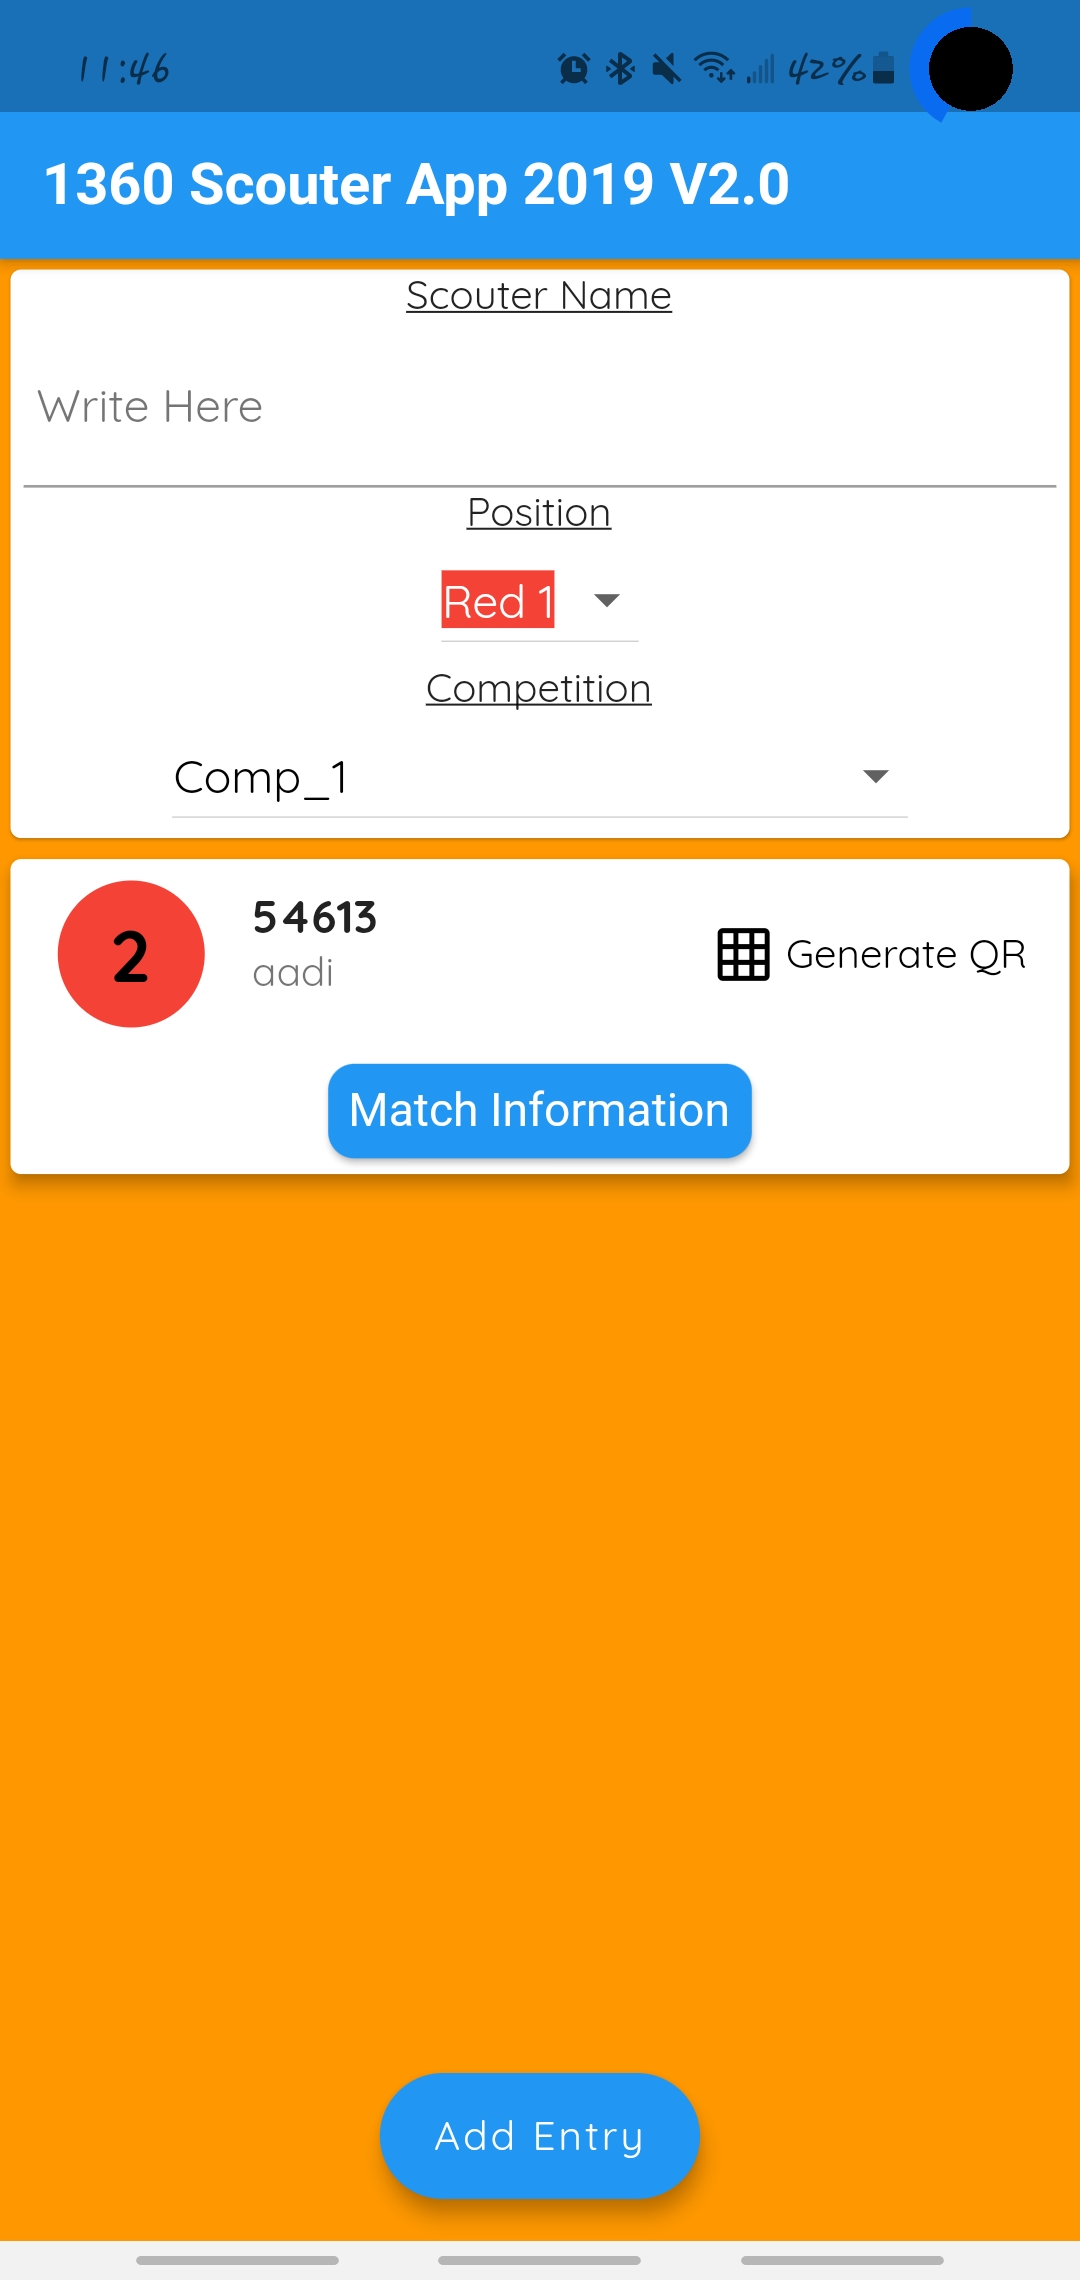 11:46 42%
1360 Scouter App 2019 V2.0
Scouter Name
Write Here
Position
Red 1
Competition
Comp_1
2
54613
aadi
Generate QR
Match Information
Add Entry